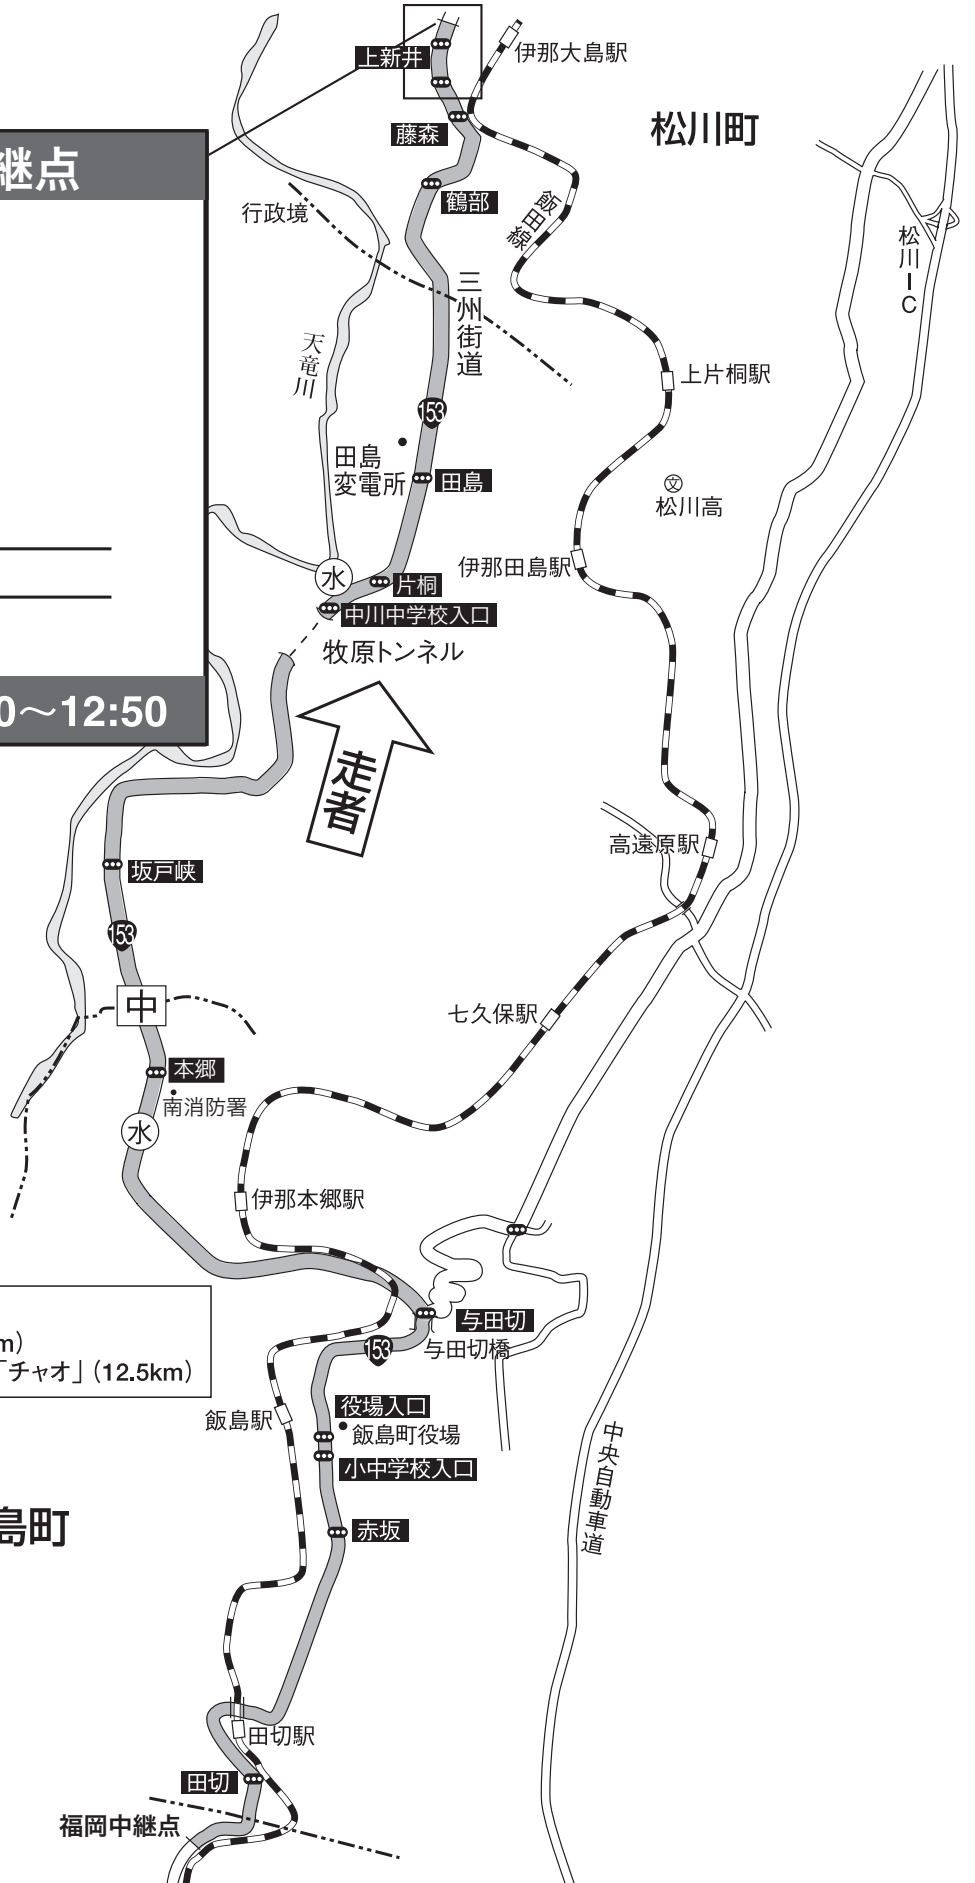 伊那大島駅
上新井
松川町
藤森
継点
鶴部
行政境
飯田線
松川IC
三州街道
天竜川
上片桐駅
153
田島
変電所
田島
文
松川高
伊那田島駅
水
片桐
中川中学校入口
牧原トンネル
0〜12:50
走者
高遠原駅
坂戸峡
153
中
七久保駅
本郷
南消防署
水
伊那本郷駅
与田切
m)
153
与田切橋
「チャオ」(12.5km)
役場入口
飯島駅
飯島町役場
中央自動車道
小中学校入口
島町
赤坂
田切駅
田切
福岡中継点